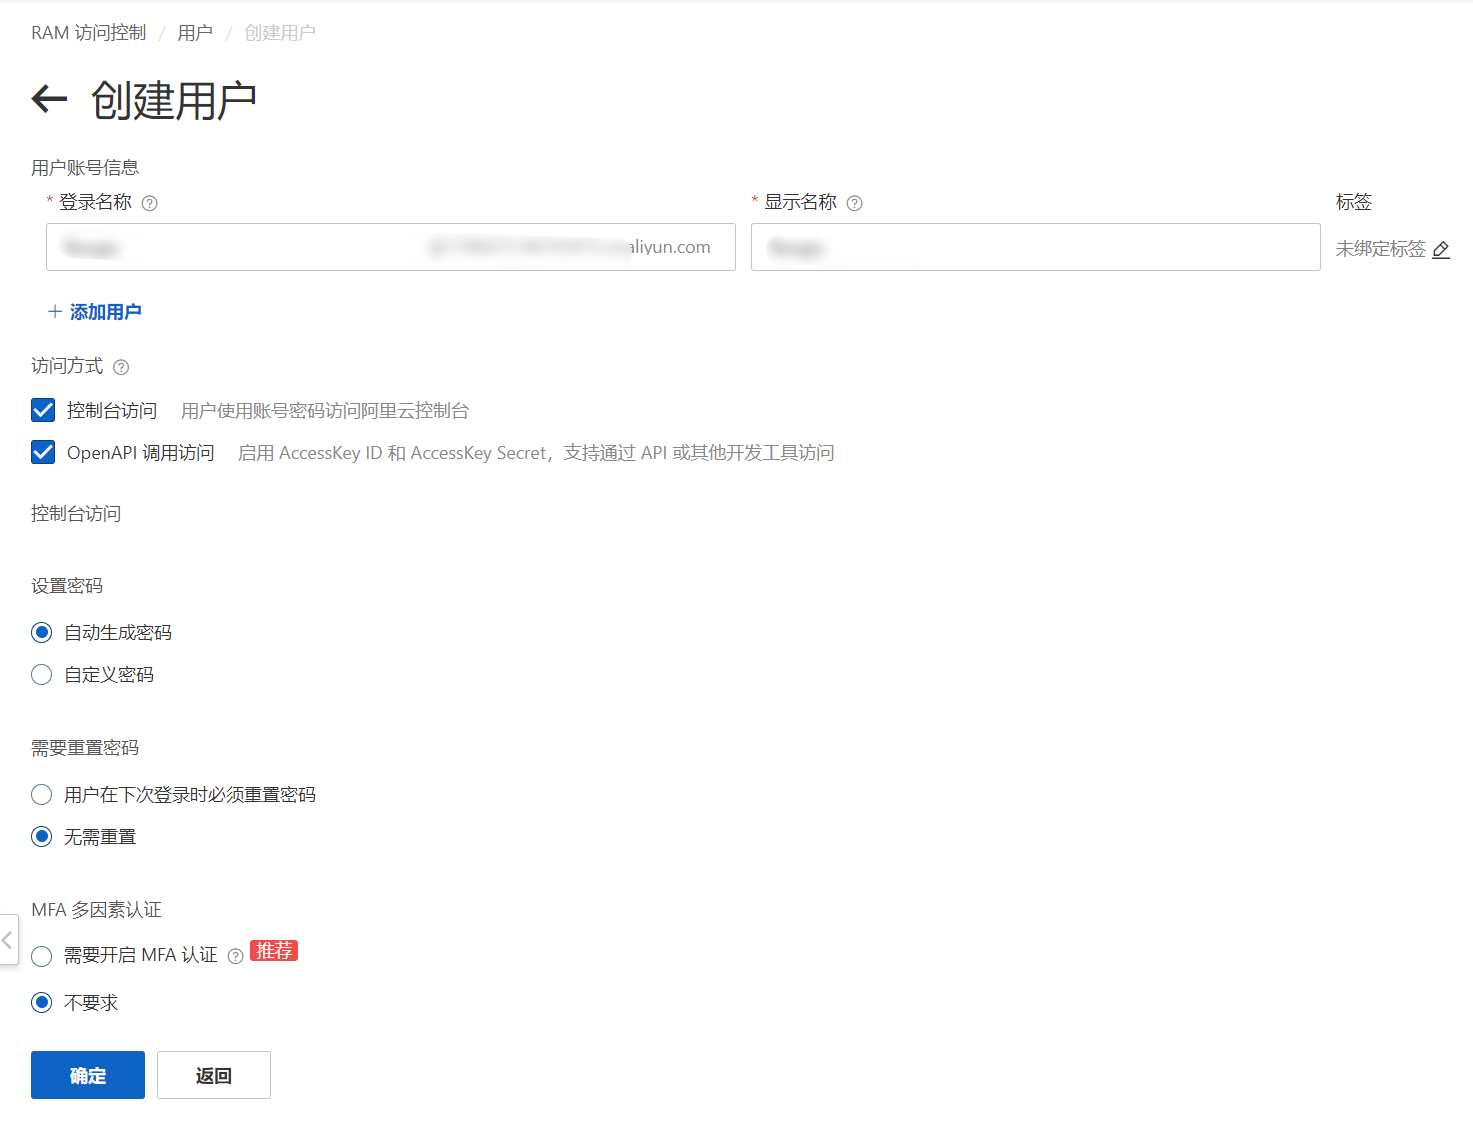 RAM 访问控制 / 用户 / 创建用户
创建用户
用户账号信息
* 登录名称
* 显示名称
标签
aliyun.com
未绑定标签
+ 添加用户
访问方式
控制台访问 用户使用账号密码访问阿里云控制台
OpenAPI 调用访问 启用 AccessKey ID 和 AccessKey Secret，支持通过 API 或其他开发工具访问
控制台访问
设置密码
自动生成密码
自定义密码
需要重置密码
用户在下次登录时必须重置密码
无需重置
MFA 多因素认证
需要开启 MFA 认证 推荐
不要求
确定 返回